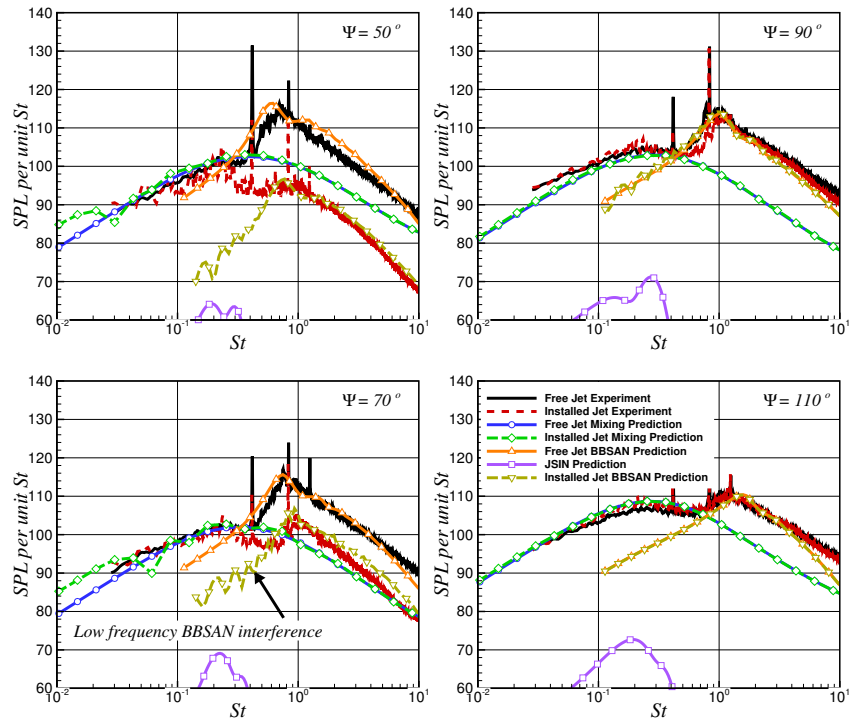 Ψ = 50 °
SPL per unit St
140
130
120
110
100
90
80
70
60
10-2 10-1 100 101
St
Ψ = 90 °
SPL per unit St
140
130
120
110
100
90
80
70
60
10-2 10-1 100 101
St
Ψ = 70 °
SPL per unit St
140
130
120
110
100
90
80
70
60
Low frequency BBSAN interference
10-2 10-1 100 101
St
Ψ = 110 °
SPL per unit St
140
130
120
110
100
90
80
70
60
Free Jet Experiment
Installed Jet Experiment
Free Jet Mixing Prediction
Installed Jet Mixing Prediction
Free Jet BBSAN Prediction
JSIN Prediction
Installed Jet BBSAN Prediction
10-2 10-1 100 101
St